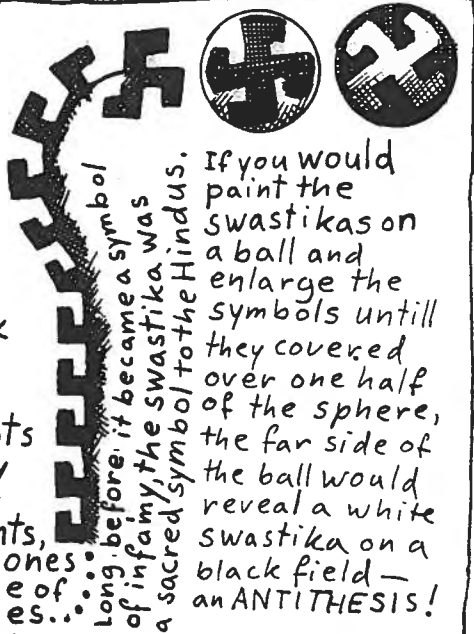 If you would
paint the
swastikas on
a ball and
enlarge the
symbols untill
they covered
over one half
of the sphere,
the far side of
the ball would
reveal a white
swastika on a
black field—
an ANTITHESIS!
Long before it became a symbol
of infamy, the swastika was
a sacred symbol to the Hindus.
ones
e of
es.....